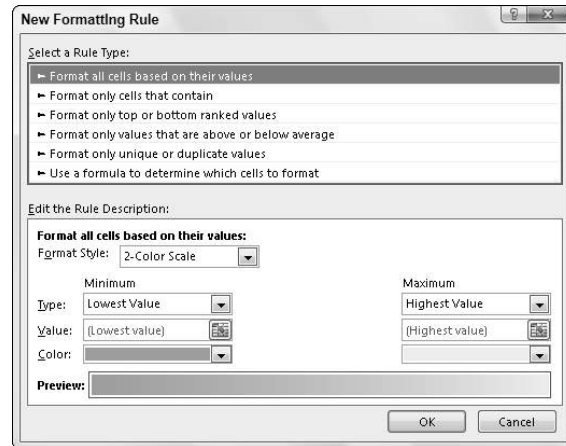 New Formatting Rule
Select a Rule Type:
► Format all cells based on their values
► Format only cells that contain
► Format only top or bottom ranked values
► Format only values that are above or below average
► Format only unique or duplicate values
► Use a formula to determine which cells to format
Edit the Rule Description:
Format all cells based on their values:
Format Style: 2-Color Scale
Minimum Maximum
Type: Lowest Value Highest Value
Value: (Lowest value) (Highest value)
Color:
Preview:
OK Cancel